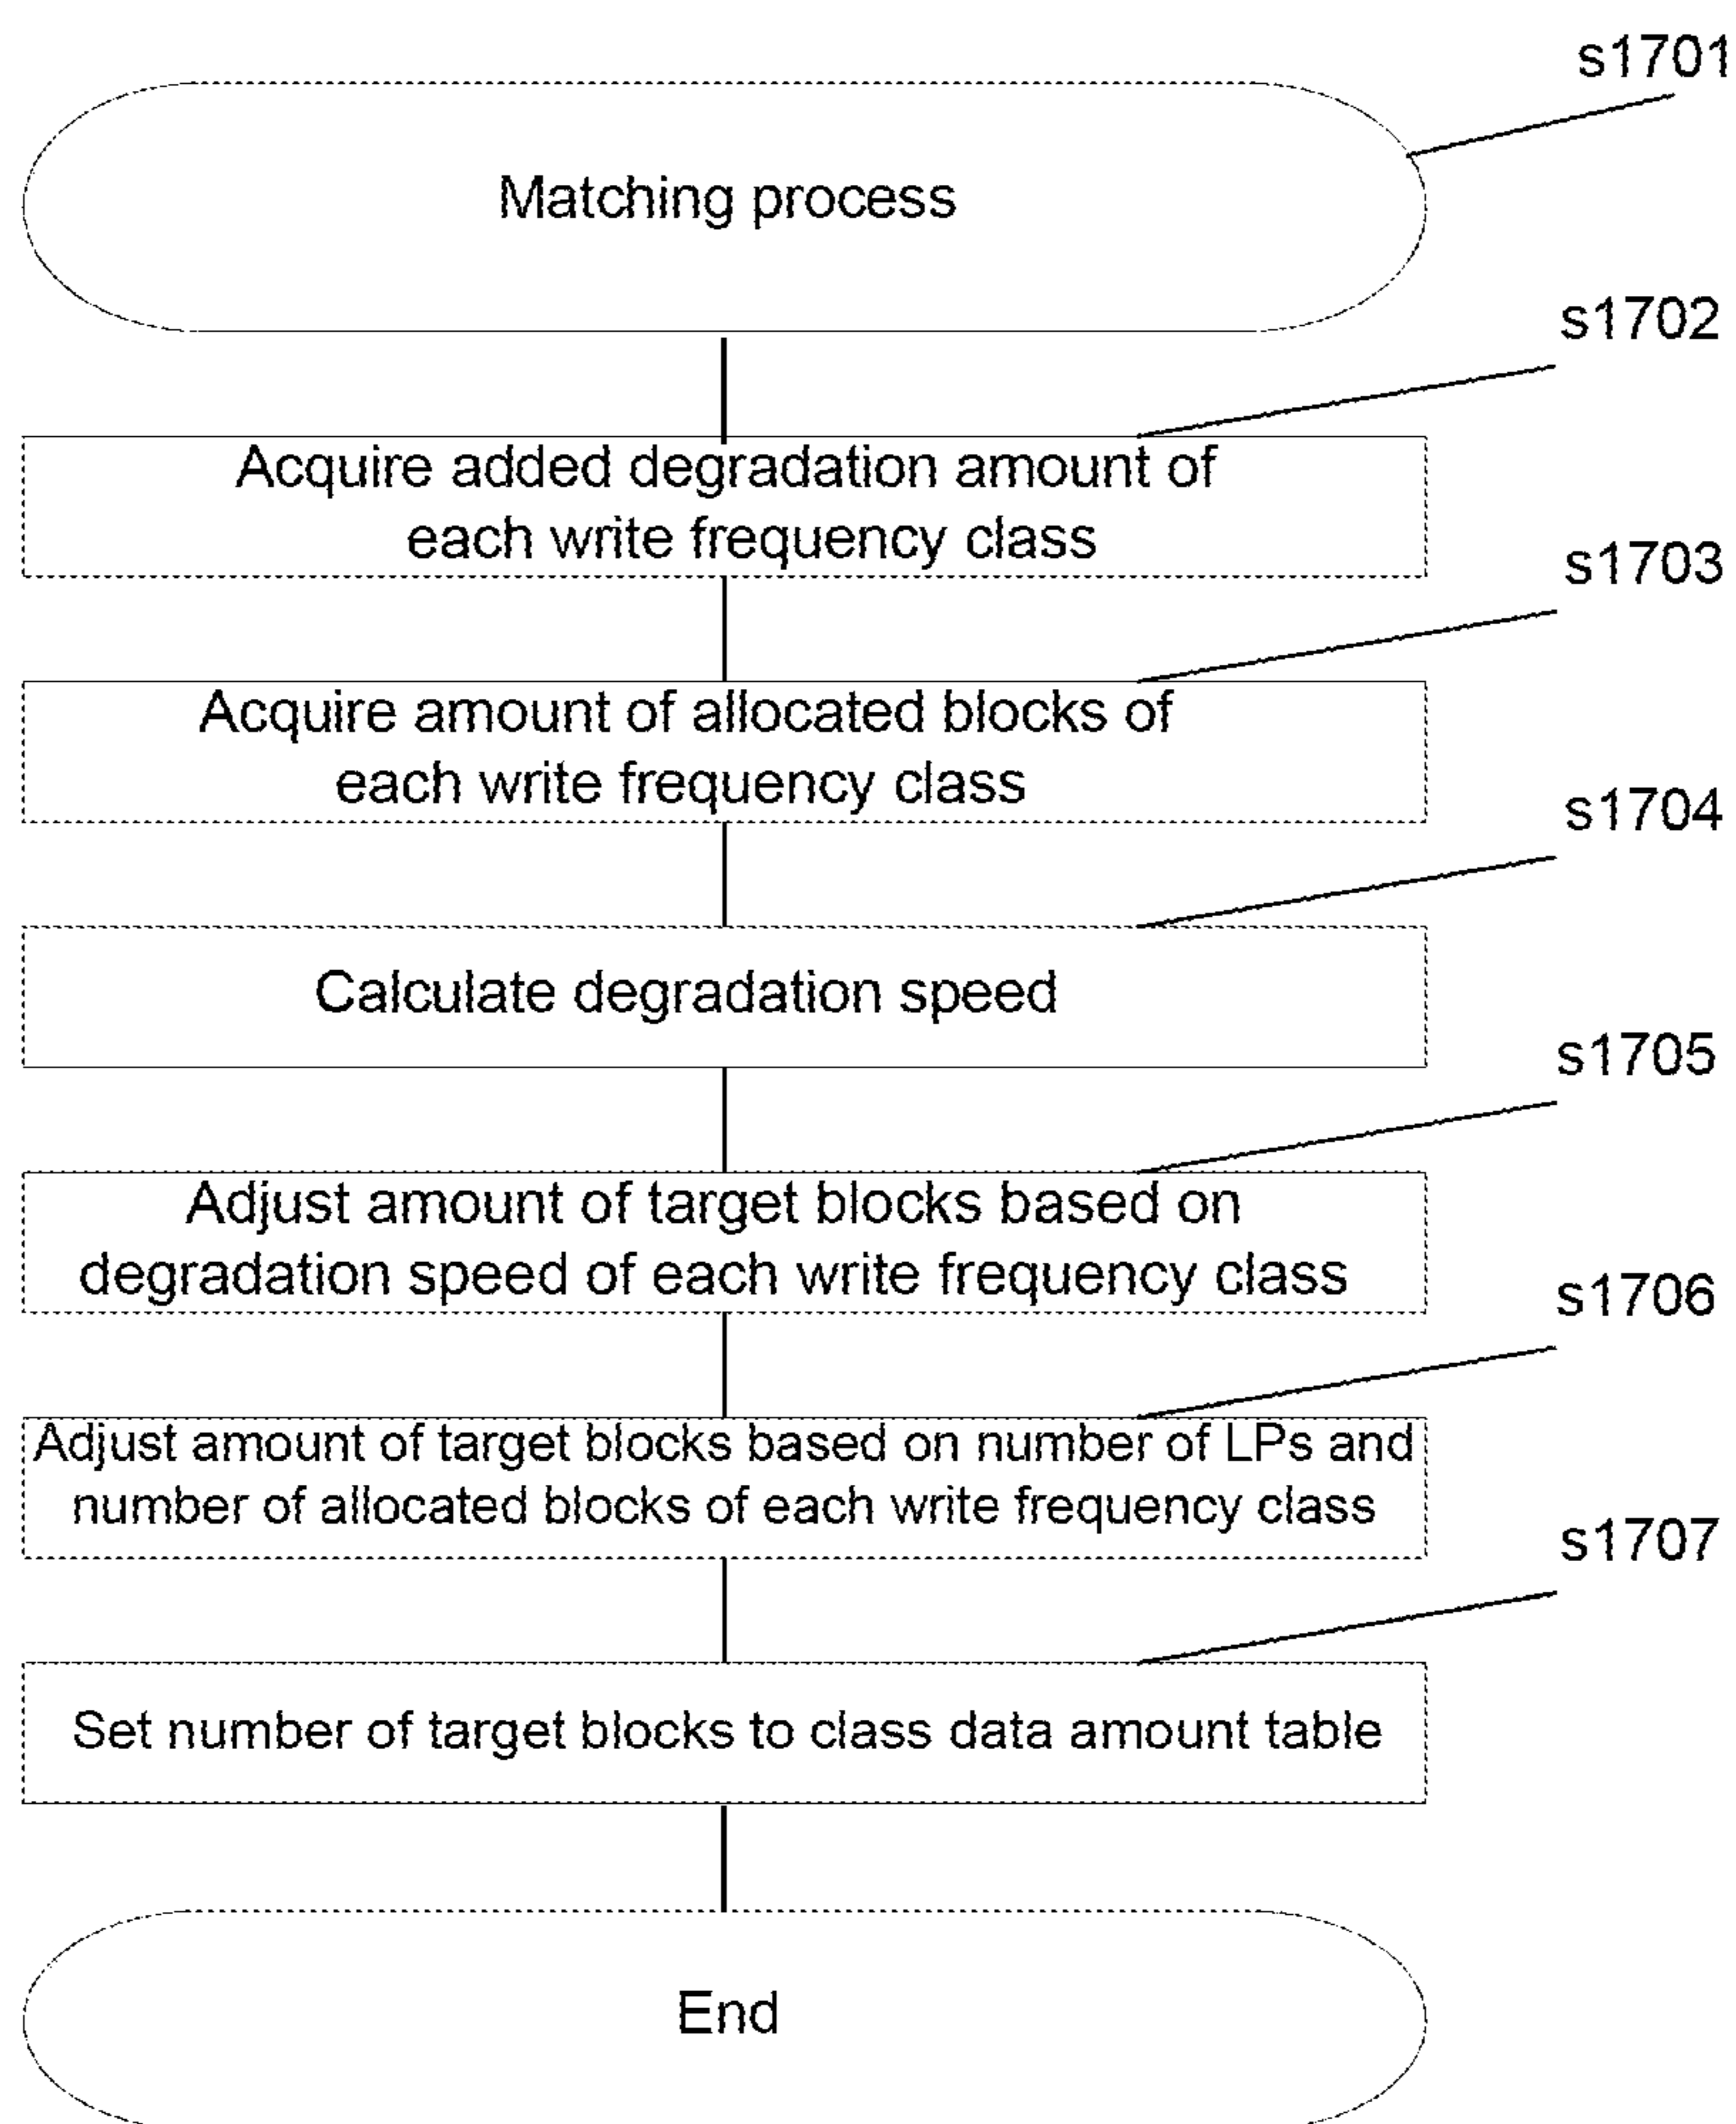 s1701
Matching process
s1702
Acquire added degradation amount of
each write frequency class
s1703
Acquire amount of allocated blocks of
each write frequency class
s1704
Calculate degradation speed
s1705
Adjust amount of target blocks based on
degradation speed of each write frequency class
s1706
Adjust amount of target blocks based on number of LPs and
number of allocated blocks of each write frequency class
s1707
Set number of target blocks to class data amount table
End